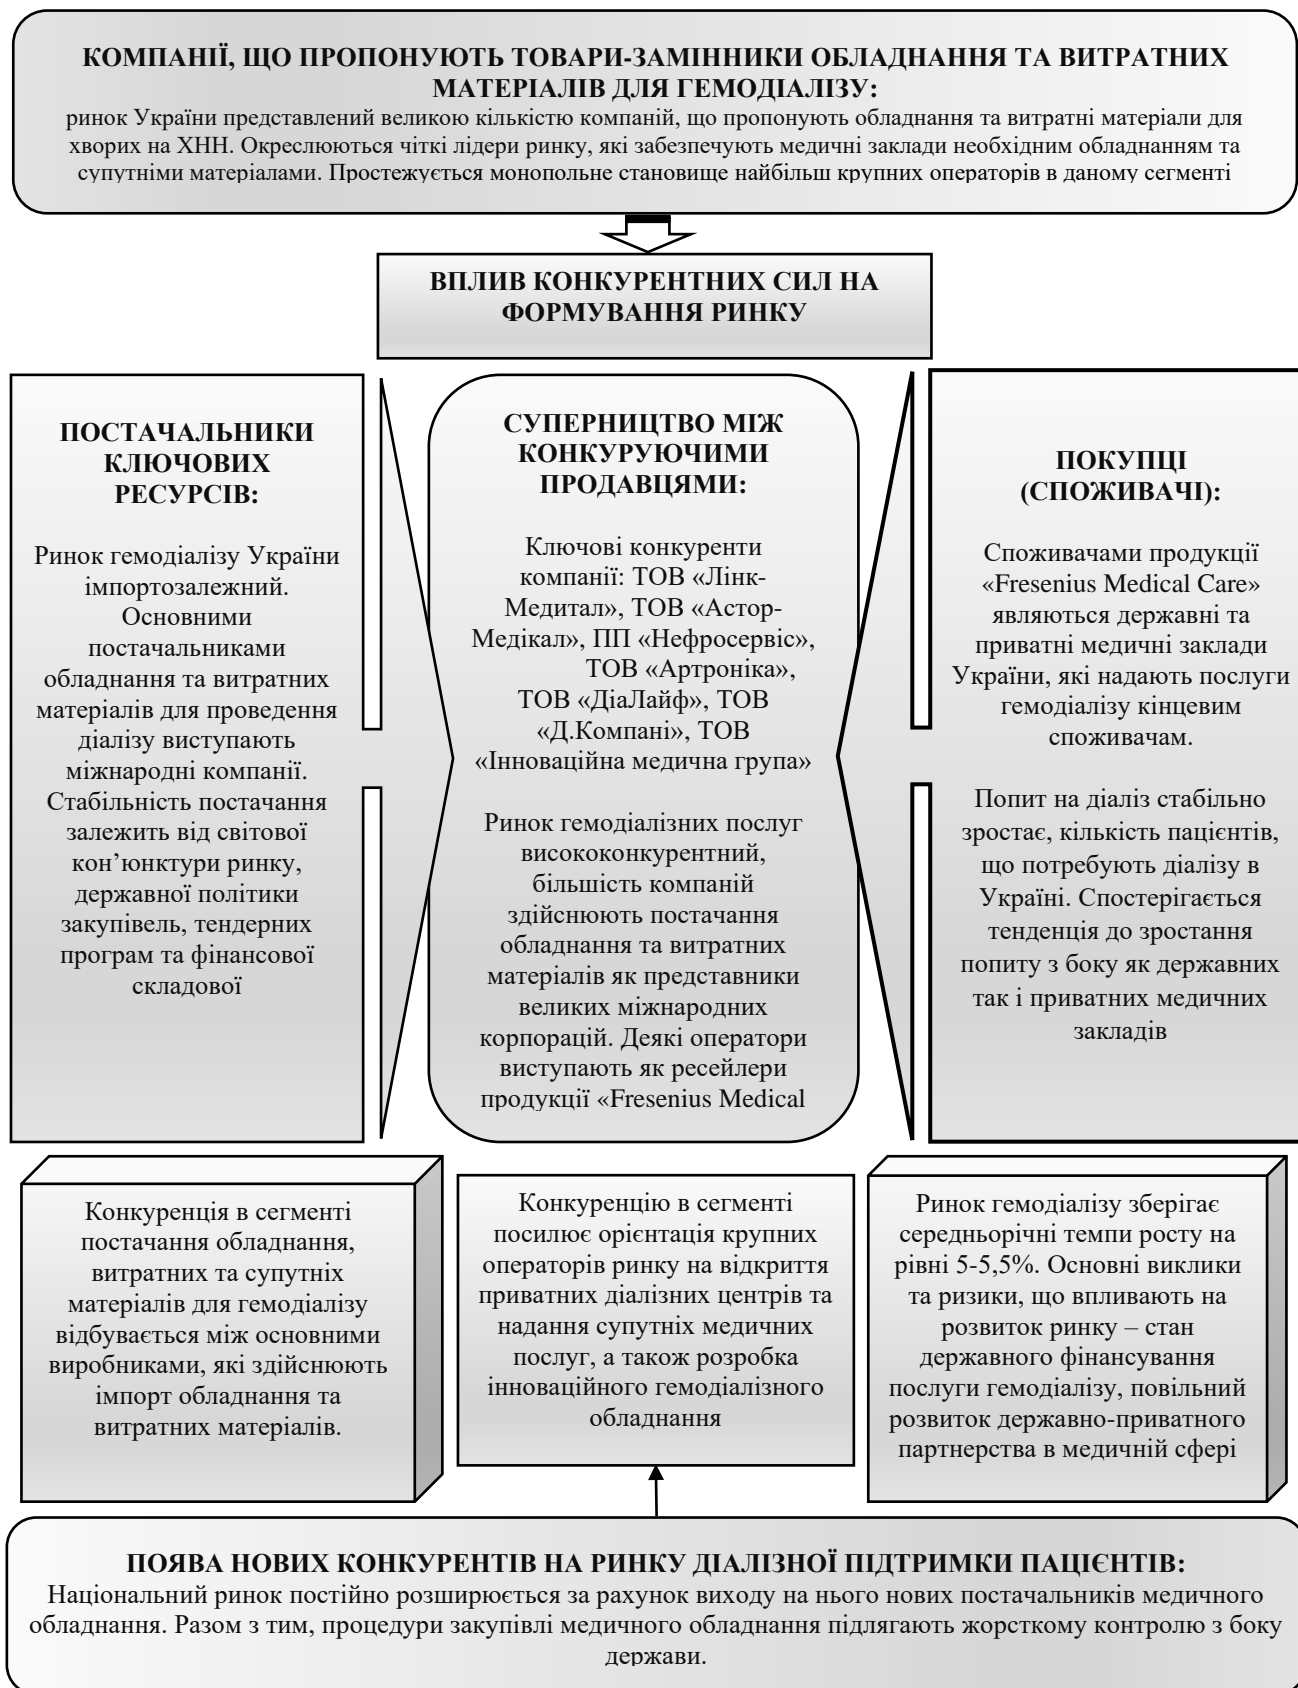 КОМПАНІЇ, ЩО ПРОПОНУЮТЬ ТОВАРИ-ЗАМІННИКИ ОБЛАДНАННЯ ТА ВИТРАТНИХ
МАТЕРІАЛІВ ДЛЯ ГЕМОДІАЛІЗУ:
ринок України представлений великою кількістю компаній, що пропонують обладнання та витратні матеріали для
хворих на ХНН. Окреслюються чіткі лідери ринку, які забезпечують медичні заклади необхідним обладнанням та
супутніми матеріалами. Простежується монопольне становище найбільш крупних операторів в даному сегменті
ВПЛИВ КОНКУРЕНТНИХ СИЛ НА
ФОРМУВАННЯ РИНКУ
ПОСТАЧАЛЬНИКИ
КЛЮЧОВИХ
РЕСУРСІВ:
Ринок гемодіалізу України
імпортозалежний.
Основними
постачальниками
обладнання та витратних
матеріалів для проведення
діалізу виступають
міжнародні компанії.
Стабільність постачання
залежить від світової
кон’юнктури ринку,
державної політики
закупівель, тендерних
програм та фінансової
складової
СУПЕРНИЦТВО МІЖ
КОНКУРУЮЧИМИ
ПРОДАВЦЯМИ:
Ключові конкуренти
компанії: ТОВ «Лінк-
Медитал», ТОВ «Астор-
Медікал», ПП «Нефросервіс»,
ТОВ «Артроніка»,
ТОВ «ДіаЛайф», ТОВ
«Д.Компані», ТОВ
«Інноваційна медична група»
Ринок гемодіалізних послуг
висококонкурентний,
більшість компаній
здійснюють постачання
обладнання та витратних
матеріалів як представники
великих міжнародних
корпорацій. Деякі оператори
виступають як ресейлери
продукції «Fresenius Medical
ПОКУПЦІ
(СПОЖИВАЧІ):
Споживачами продукції
«Fresenius Medical Care»
являються державні та
приватні медичні заклади
України, які надають послуги
гемодіалізу кінцевим
споживачам.
Попит на діаліз стабільно
зростає, кількість пацієнтів,
що потребують діалізу в
Україні. Спостерігається
тенденція до зростання
попиту з боку як державних
так і приватних медичних
закладів
Конкуренція в сегменті
постачання обладнання,
витратних та супутніх
матеріалів для гемодіалізу
відбувається між основними
виробниками, які здійснюють
імпорт обладнання та
витратних матеріалів.
Конкуренцію в сегменті
посилює орієнтація крупних
операторів ринку на відкриття
приватних діалізних центрів та
надання супутніх медичних
послуг, а також розробка
інноваційного гемодіалізного
обладнання
Ринок гемодіалізу зберігає
середньорічні темпи росту на
рівні 5-5,5%. Основні виклики
та ризики, що впливають на
розвиток ринку – стан
державного фінансування
послуги гемодіалізу, повільний
розвиток державно-приватного
партнерства в медичній сфері
ПОЯВА НОВИХ КОНКУРЕНТІВ НА РИНКУ ДІАЛІЗНОЇ ПІДТРИМКИ ПАЦІЄНТІВ:
Національний ринок постійно розширюється за рахунок виходу на нього нових постачальників медичного
обладнання. Разом з тим, процедури закупівлі медичного обладнання підлягають жорсткому контролю з боку
держави.